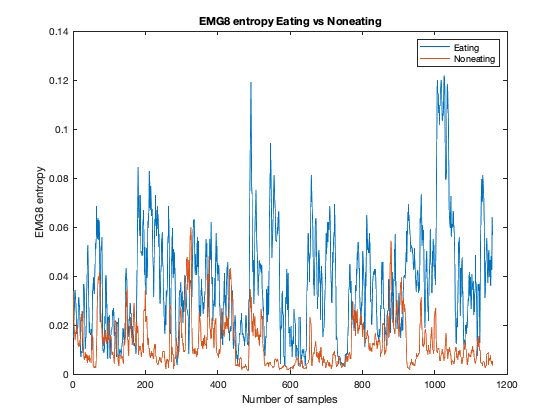 EMG8 entropy Eating vs Noneating
0.14
0.12
0.1
0.08
0.06
0.04
0.02
0
EMG8 entropy
Eating
Noneating
0 200 400 600 800 1000 1200
Number of samples